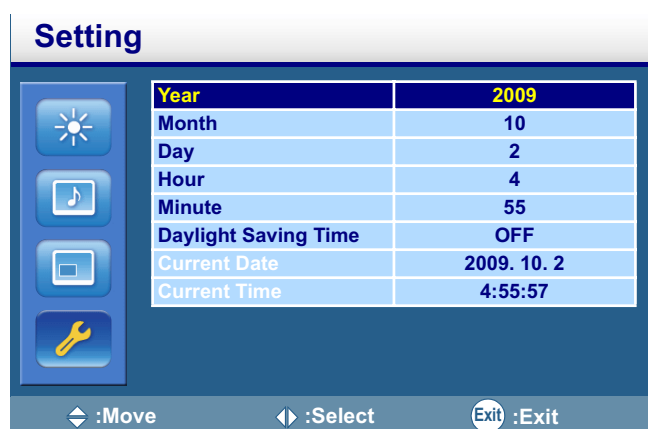 Setting
Year 2009
Month 10
Day 2
Hour 4
Minute 55
Daylight Saving Time OFF
Current Date 2009. 10. 2
Current Time 4:55:57
:Move :Select Exit :Exit